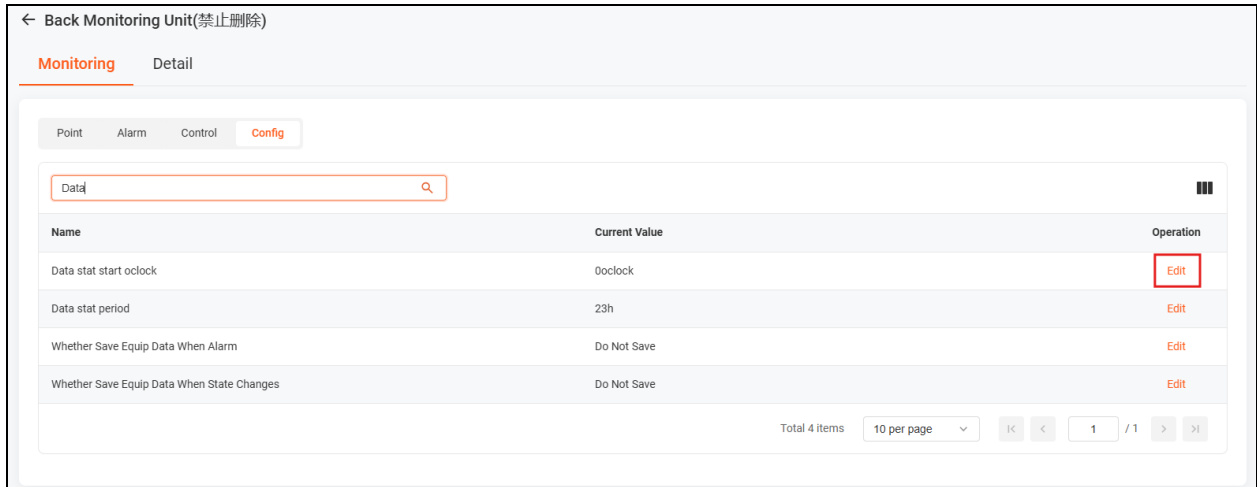 ← Back Monitoring Unit(禁止删除)
Monitoring Detail
Point Alarm Control Config
Data
Name Current Value Operation
Data stat start oclock 0oclock Edit
Data stat period 23h Edit
Whether Save Equip Data When Alarm Do Not Save Edit
Whether Save Equip Data When State Changes Do Not Save Edit
Total 4 items 10 per page 1 / 1